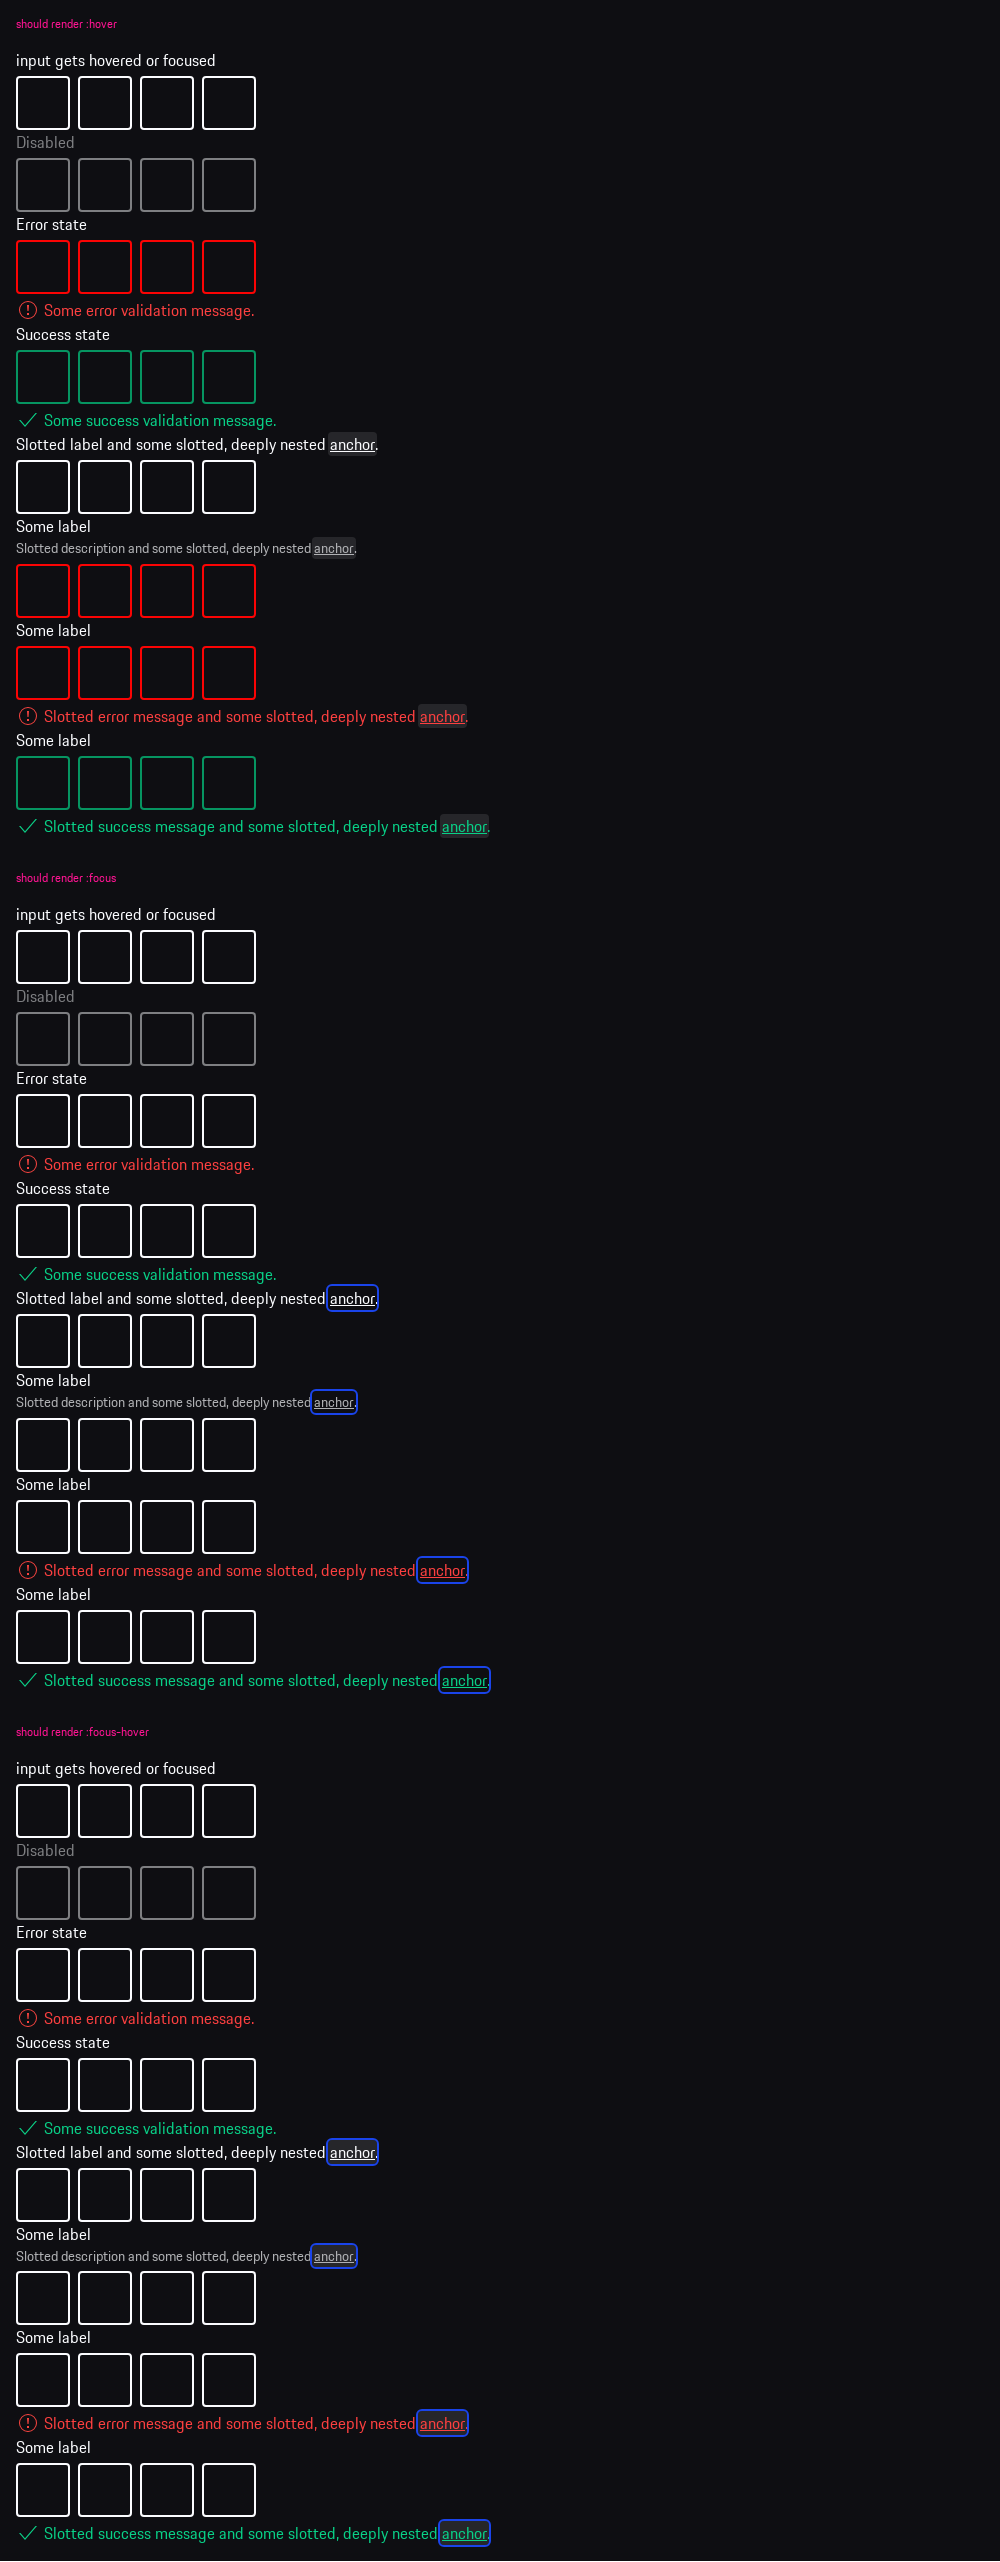 should render :hover
input gets hovered or focused
Disabled
Error state
Some error validation message.
Success state
Some success validation message.
Slotted label and some slotted, deeply nested anchor.
Some label
Slotted description and some slotted, deeply nested anchor.
Some label
Slotted error message and some slotted, deeply nested anchor.
Some label
Slotted success message and some slotted, deeply nested anchor.
should render :focus
input gets hovered or focused
Disabled
Error state
Some error validation message.
Success state
Some success validation message.
Slotted label and some slotted, deeply nested anchor.
Some label
Slotted description and some slotted, deeply nested anchor.
Some label
Slotted error message and some slotted, deeply nested anchor.
Some label
Slotted success message and some slotted, deeply nested anchor.
should render :focus-hover
input gets hovered or focused
Disabled
Error state
Some error validation message.
Success state
Some success validation message.
Slotted label and some slotted, deeply nested anchor.
Some label
Slotted description and some slotted, deeply nested anchor.
Some label
Slotted error message and some slotted, deeply nested anchor.
Some label
Slotted success message and some slotted, deeply nested anchor.